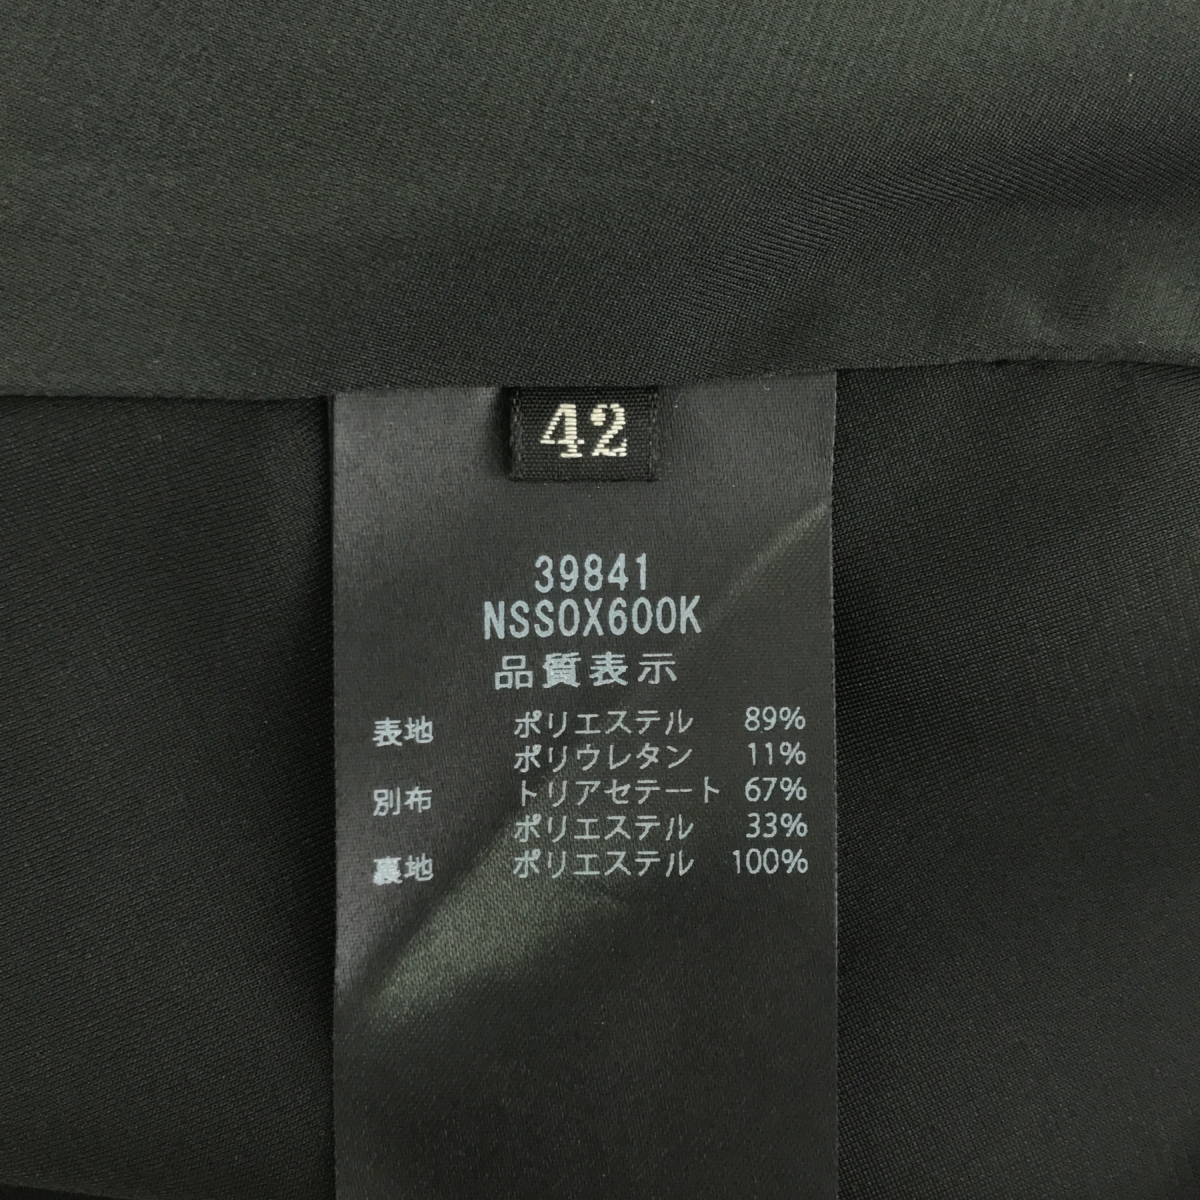 42
39841
NSSOX600K
品質表示
表地 ポリエステル 89%
ポリウレタン 11%
別布 トリアセテート 67%
ポリエステル 33%
裏地 ポリエステル 100%